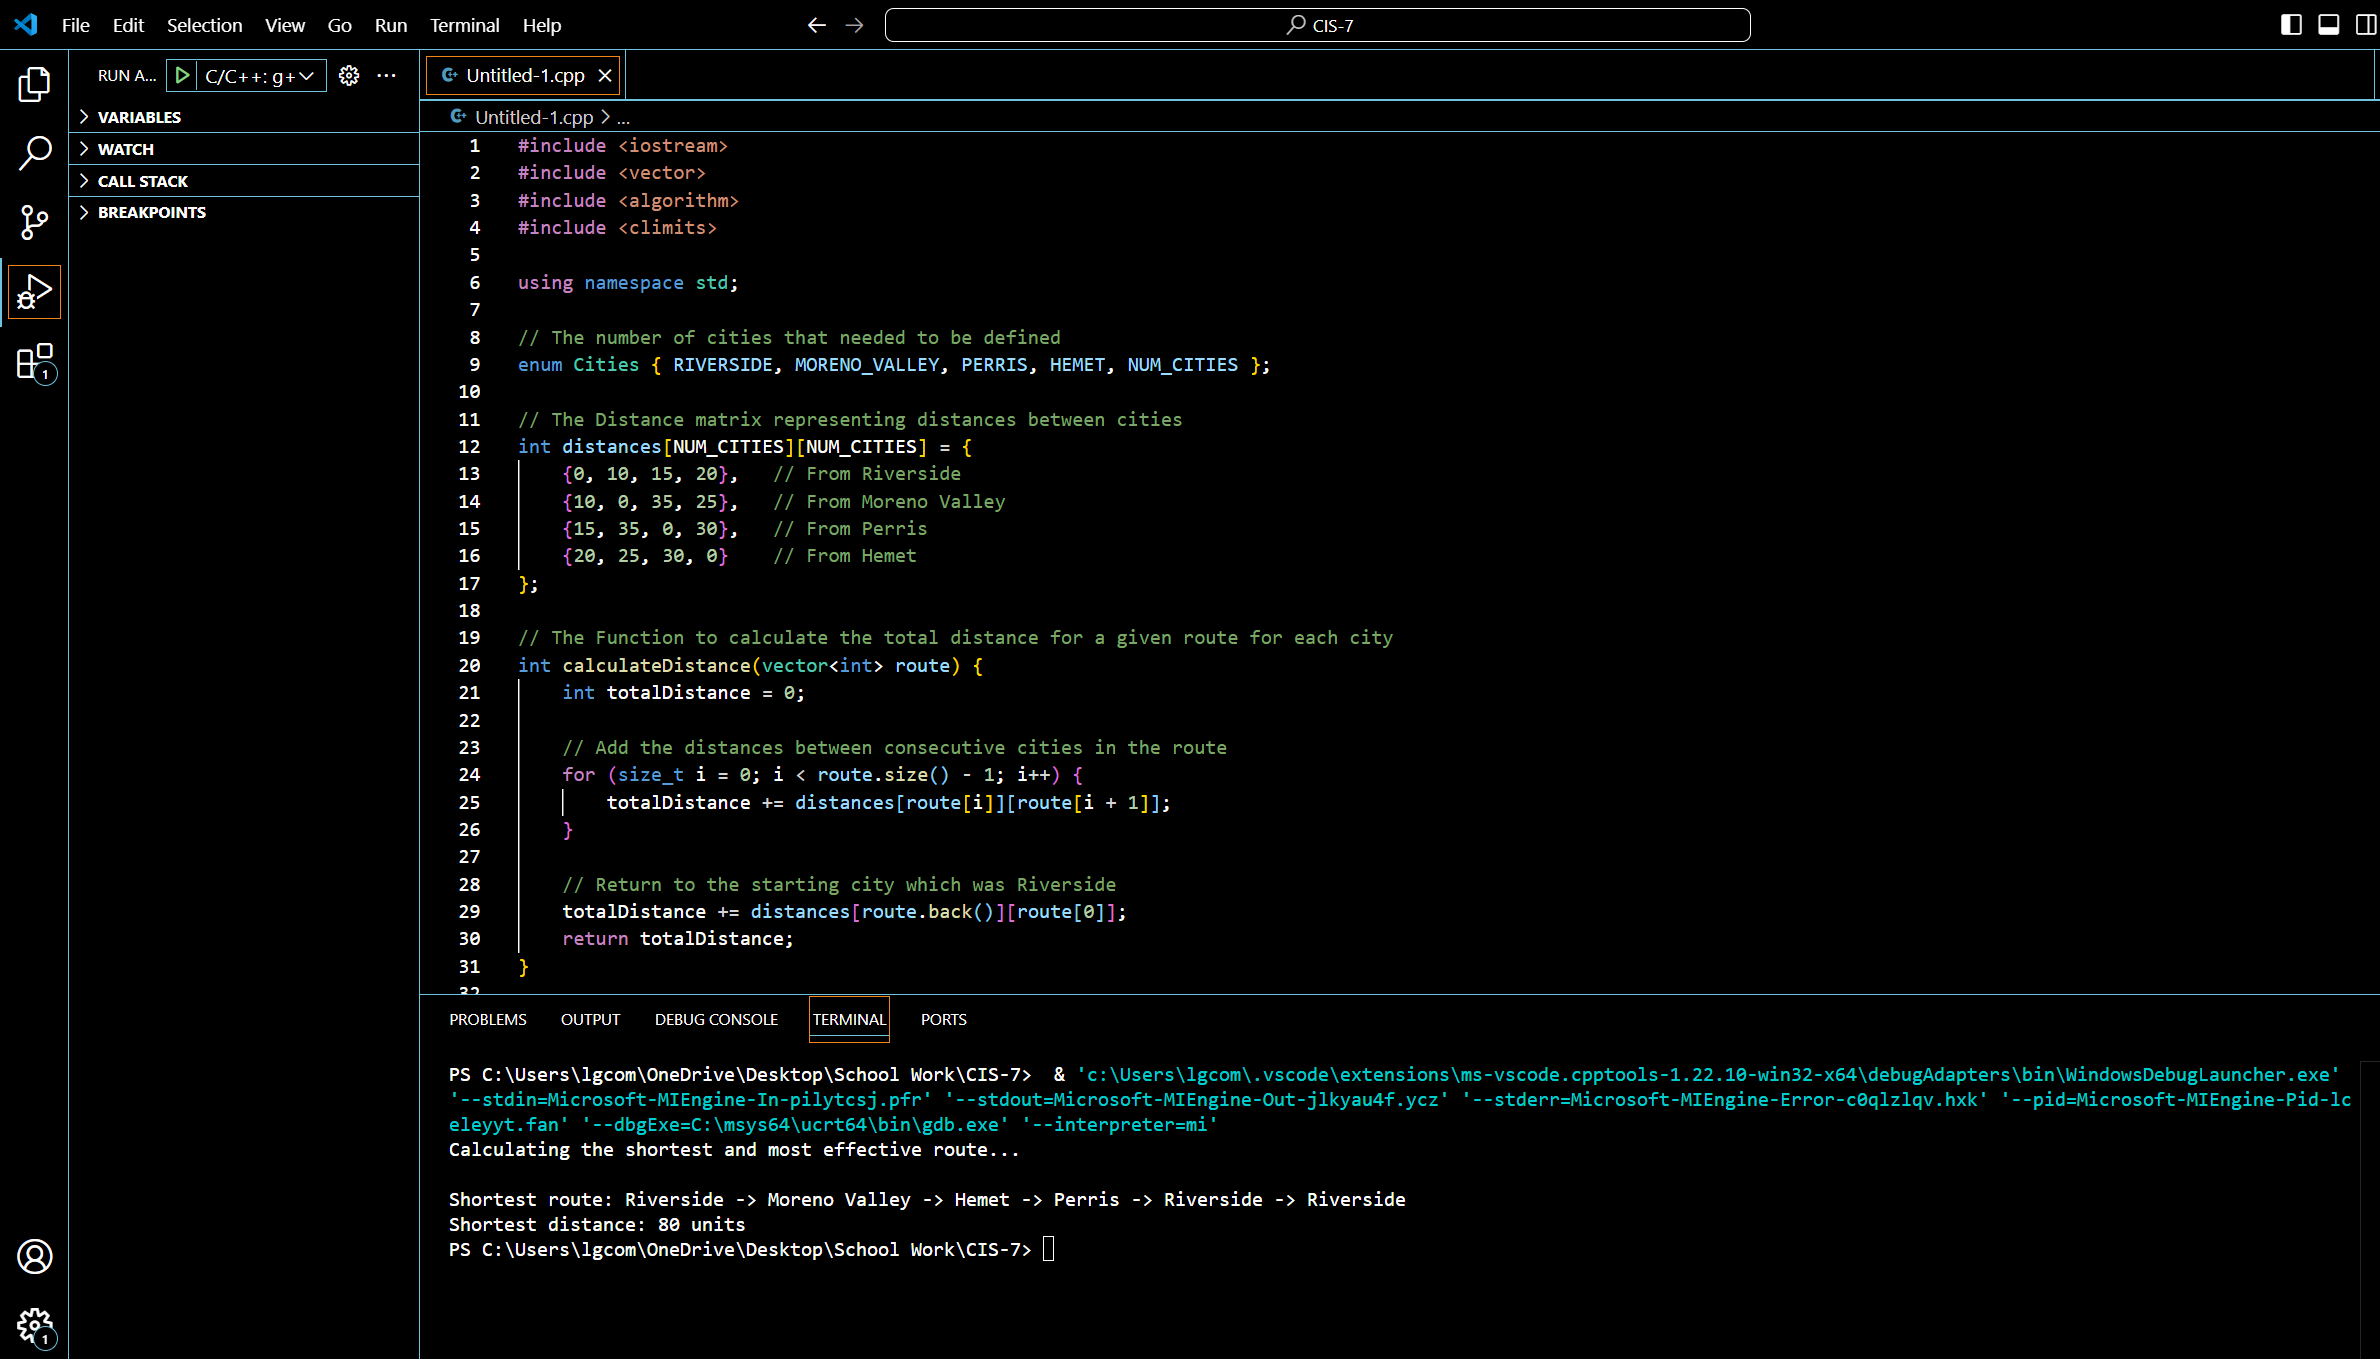 File Edit Selection View Go Run Terminal Help
CIS-7
RUN A... C/C++: g+
VARIABLES
WATCH
CALL STACK
BREAKPOINTS
1
1
Untitled-1.cpp
Untitled-1.cpp > ...
1 #include <iostream>
2 #include <vector>
3 #include <algorithm>
4 #include <climits>
5
6 using namespace std;
7
8 // The number of cities that needed to be defined
9 enum Cities { RIVERSIDE, MORENO_VALLEY, PERRIS, HEMET, NUM_CITIES };
10
11 // The Distance matrix representing distances between cities
12 int distances[NUM_CITIES][NUM_CITIES] = {
13     {0, 10, 15, 20},   // From Riverside
14     {10, 0, 35, 25},   // From Moreno Valley
15     {15, 35, 0, 30},   // From Perris
16     {20, 25, 30, 0}    // From Hemet
17 };
18
19 // The Function to calculate the total distance for a given route for each city
20 int calculateDistance(vector<int> route) {
21     int totalDistance = 0;
22
23     // Add the distances between consecutive cities in the route
24     for (size_t i = 0; i < route.size() - 1; i++) {
25         totalDistance += distances[route[i]][route[i + 1]];
26     }
27
28     // Return to the starting city which was Riverside
29     totalDistance += distances[route.back()][route[0]];
30     return totalDistance;
31 }
32
PROBLEMS OUTPUT DEBUG CONSOLE TERMINAL PORTS
PS C:\Users\lgcom\OneDrive\Desktop\School Work\CIS-7>  & 'c:\Users\lgcom\.vscode\extensions\ms-vscode.cpptools-1.22.10-win32-x64\debugAdapters\bin\WindowsDebugLauncher.exe'
'--stdin=Microsoft-MIEngine-In-pilytcsj.pfr' '--stdout=Microsoft-MIEngine-Out-jlkyau4f.ycz' '--stderr=Microsoft-MIEngine-Error-c0qlzlqv.hxk' '--pid=Microsoft-MIEngine-Pid-lc
eleyyt.fan' '--dbgExe=C:\msys64\ucrt64\bin\gdb.exe' '--interpreter=mi'
Calculating the shortest and most effective route...
Shortest route: Riverside -> Moreno Valley -> Hemet -> Perris -> Riverside -> Riverside
Shortest distance: 80 units
PS C:\Users\lgcom\OneDrive\Desktop\School Work\CIS-7>